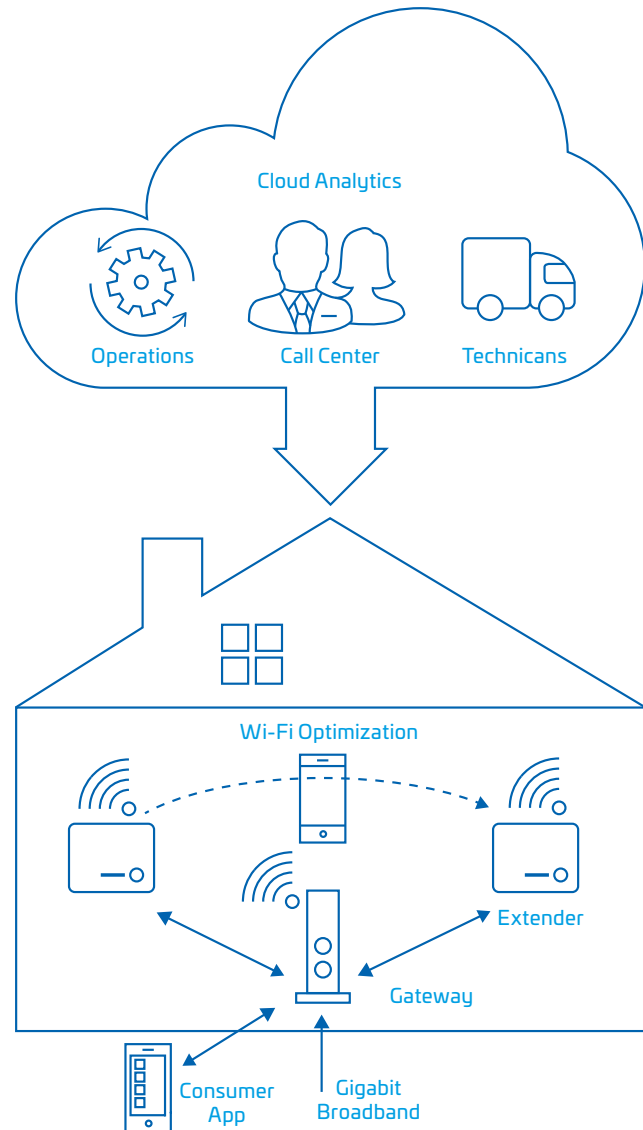 Cloud Analytics
Operations
Call Center
Technicans
Wi-Fi Optimization
Extender
Gateway
Consumer
App
Gigabit
Broadband